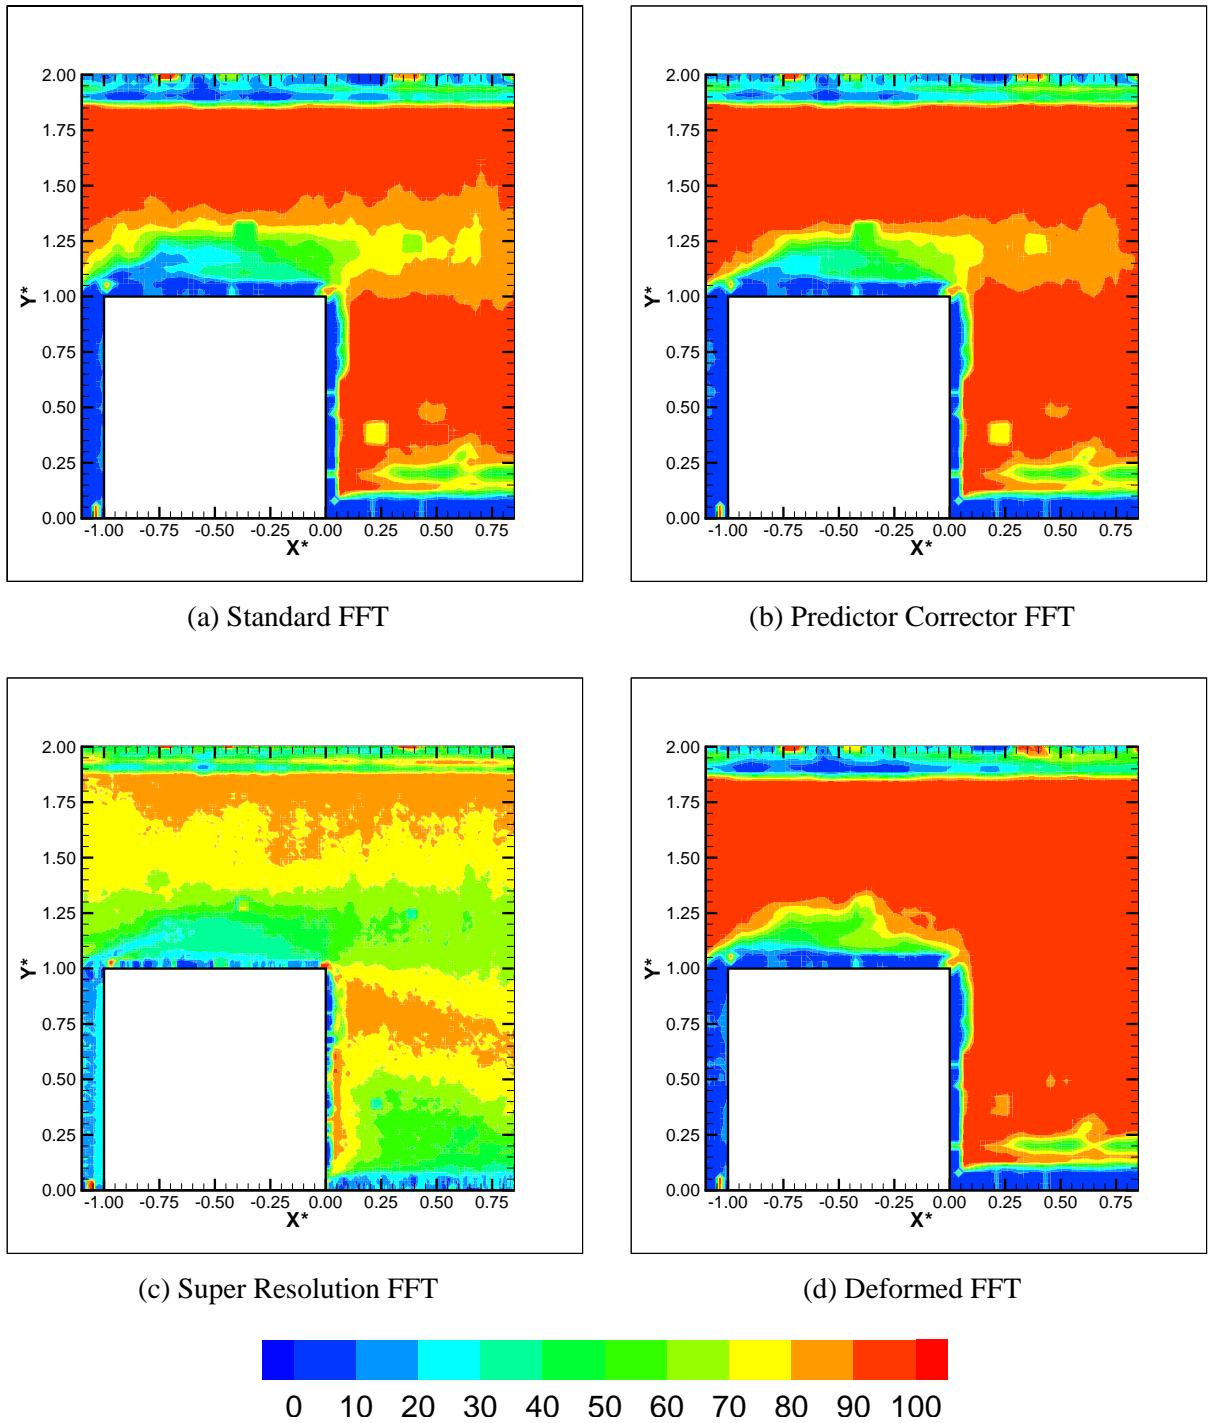 2.00 2.00
1.75 1.75
1.50 1.50
1.25 1.25
Y* 1.00 Y* 1.00
0.75 0.75
0.50 0.50
0.25 0.25
0.00 0.00
-1.00 -0.75 -0.50 -0.25 0.00 0.25 0.50 0.75 -1.00 -0.75 -0.50 -0.25 0.00 0.25 0.50 0.75
X* X*
(a) Standard FFT (b) Predictor Corrector FFT
2.00 2.00
1.75 1.75
1.50 1.50
1.25 1.25
Y* 1.00 Y* 1.00
0.75 0.75
0.50 0.50
0.25 0.25
0.00 0.00
-1.00 -0.75 -0.50 -0.25 0.00 0.25 0.50 0.75 -1.00 -0.75 -0.50 -0.25 0.00 0.25 0.50 0.75
X* X*
(c) Super Resolution FFT (d) Deformed FFT
0 10 20 30 40 50 60 70 80 90 100